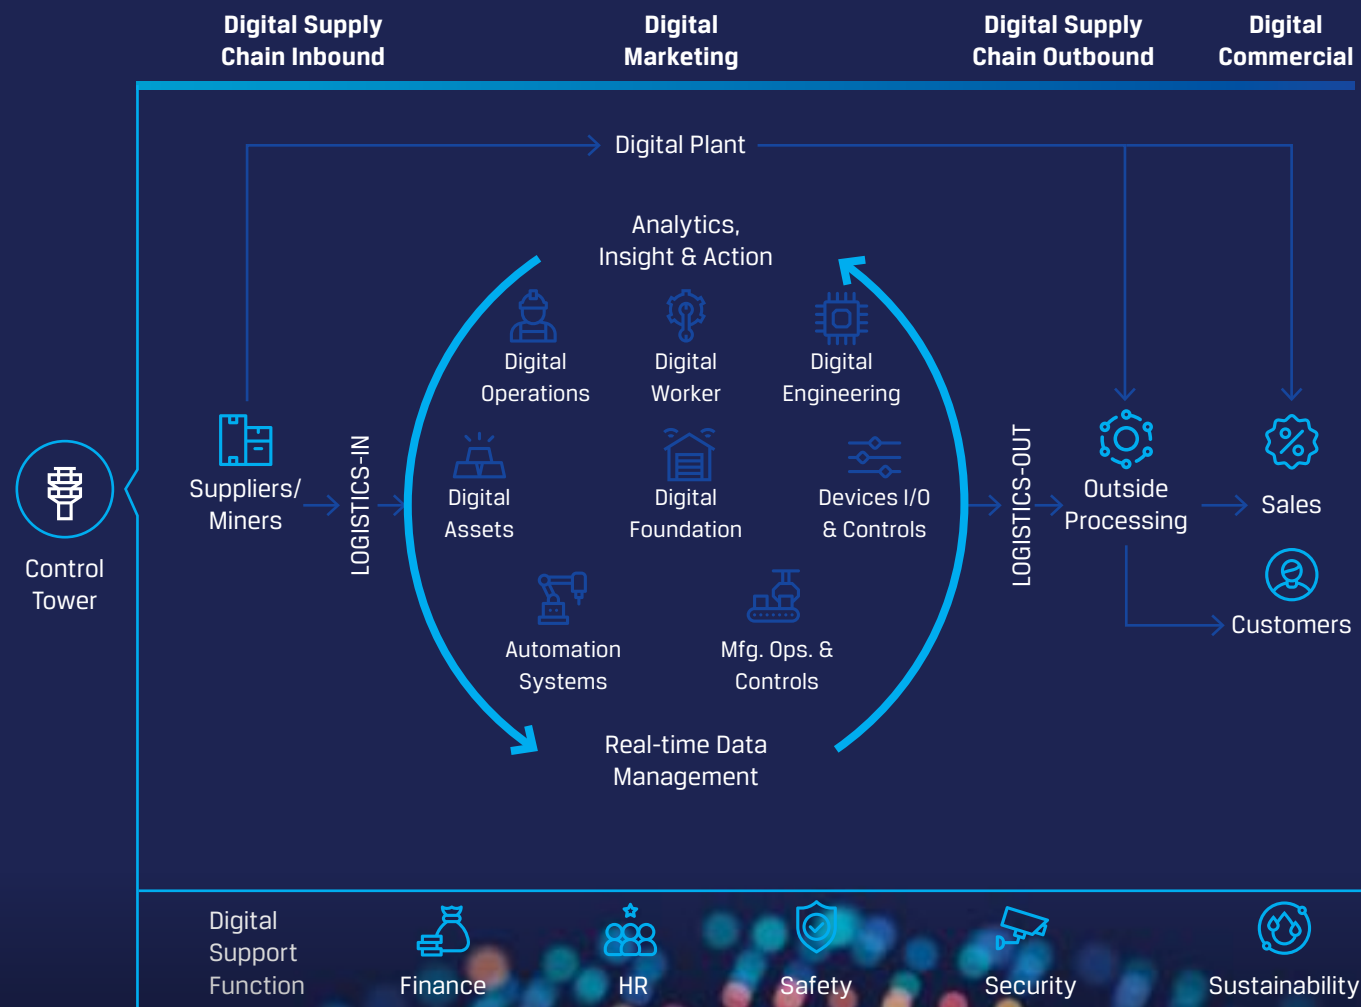 Digital Supply
Chain Inbound
Digital
Marketing
Digital Supply
Chain Outbound
Digital
Commercial
Digital Plant
Analytics,
Insight & Action
Digital
Operations
Digital
Worker
Digital
Engineering
Control
Tower
Suppliers/
Miners
LOGISTICS-IN
Digital
Assets
Digital
Foundation
Devices I/O
& Controls
LOGISTICS-OUT
Outside
Processing
Sales
Customers
Automation
Systems
Mfg. Ops. &
Controls
Real-time Data
Management
Digital
Support
Function
Finance
HR
Safety
Security
Sustainability